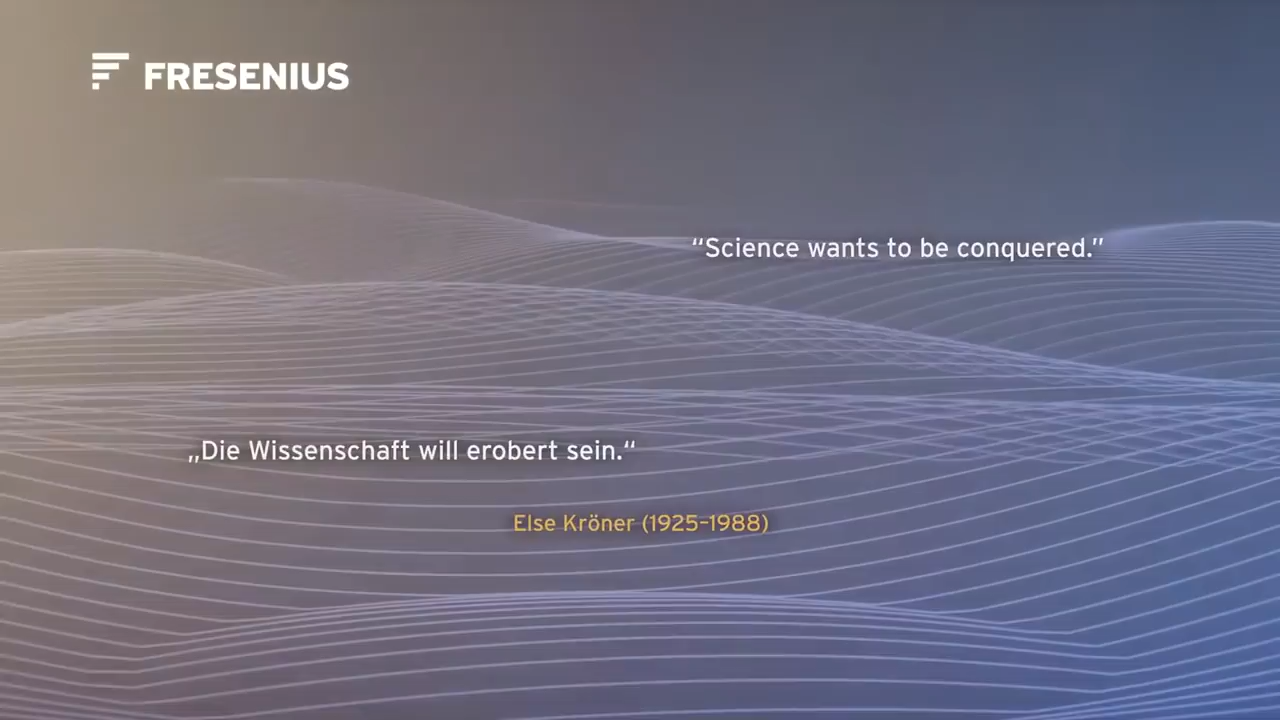 FRESENIUS
“Science wants to be conquered.”
„Die Wissenschaft will erobert sein.“
Else Kröner (1925–1988)